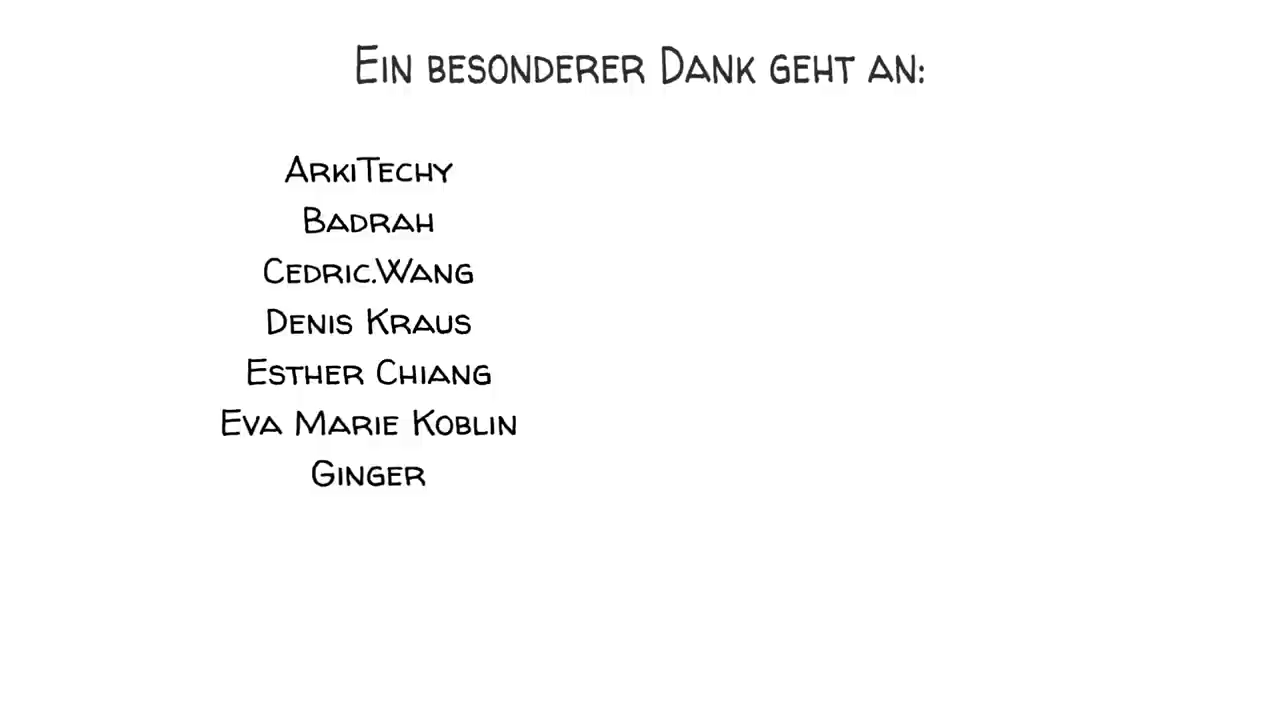 Ein besonderer Dank geht an:
ArkiTechy
Badrah
Cedric.Wang
Denis Kraus
Esther Chiang
Eva Marie Koblin
Ginger